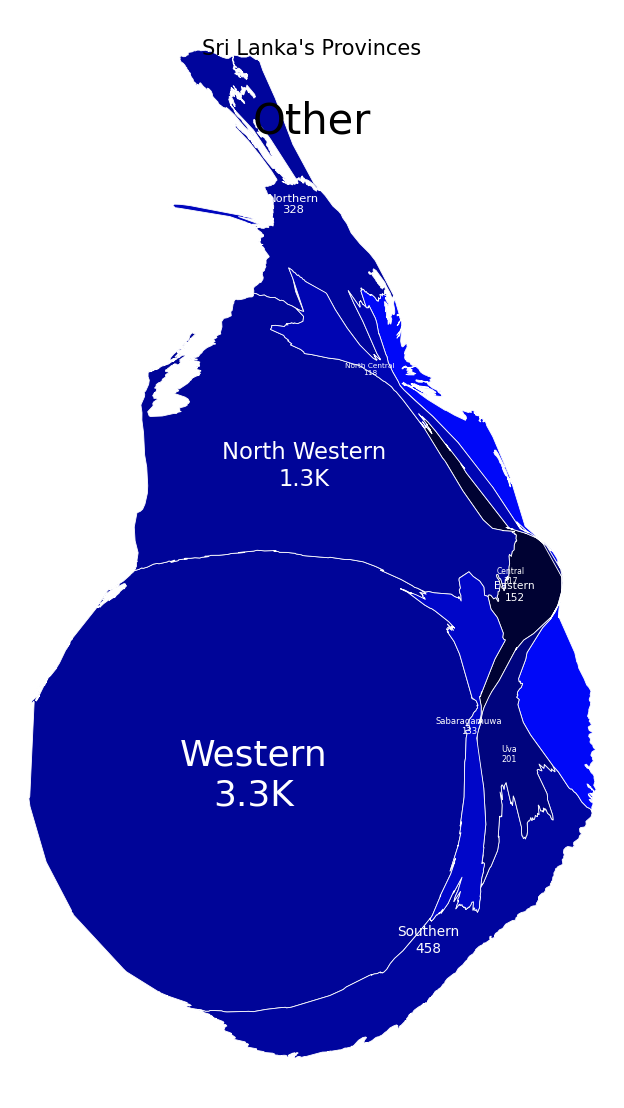 Sri Lanka's Provinces
Other
Northern
328
North Central
118
North Western
1.3K
Central
Eastern
152
Sabaragamuwa
133
Western
3.3K
Uva
201
Southern
458